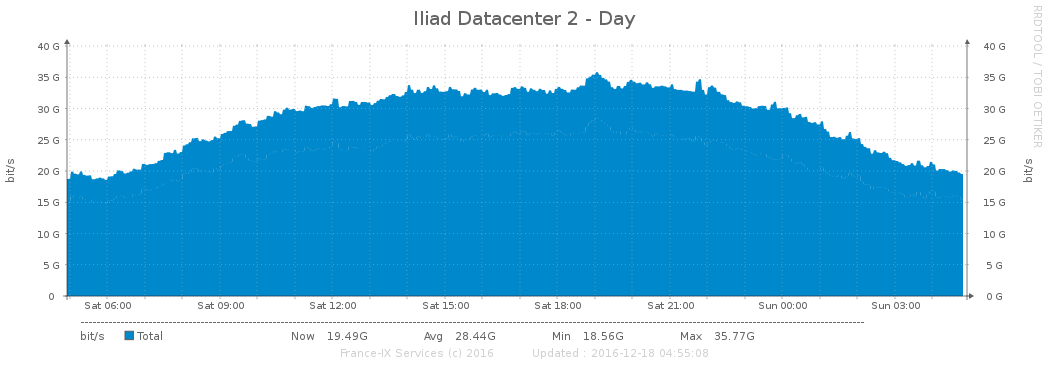 Iliad Datacenter 2 - Day
RRDTOOL / TOBI OETIKER
bit/s
40 G 40 G
35 G 35 G
30 G 30 G
25 G 25 G
20 G 20 G
15 G 15 G
10 G 10 G
5 G 5 G
0 0 G
bit/s
Sat 06:00 Sat 09:00 Sat 12:00 Sat 15:00 Sat 18:00 Sat 21:00 Sun 00:00 Sun 03:00
bit/s Total Now 19.49G Avg 28.44G Min 18.56G Max 35.77G
France-IX Services (c) 2016 Updated : 2016-12-18 04:55:08